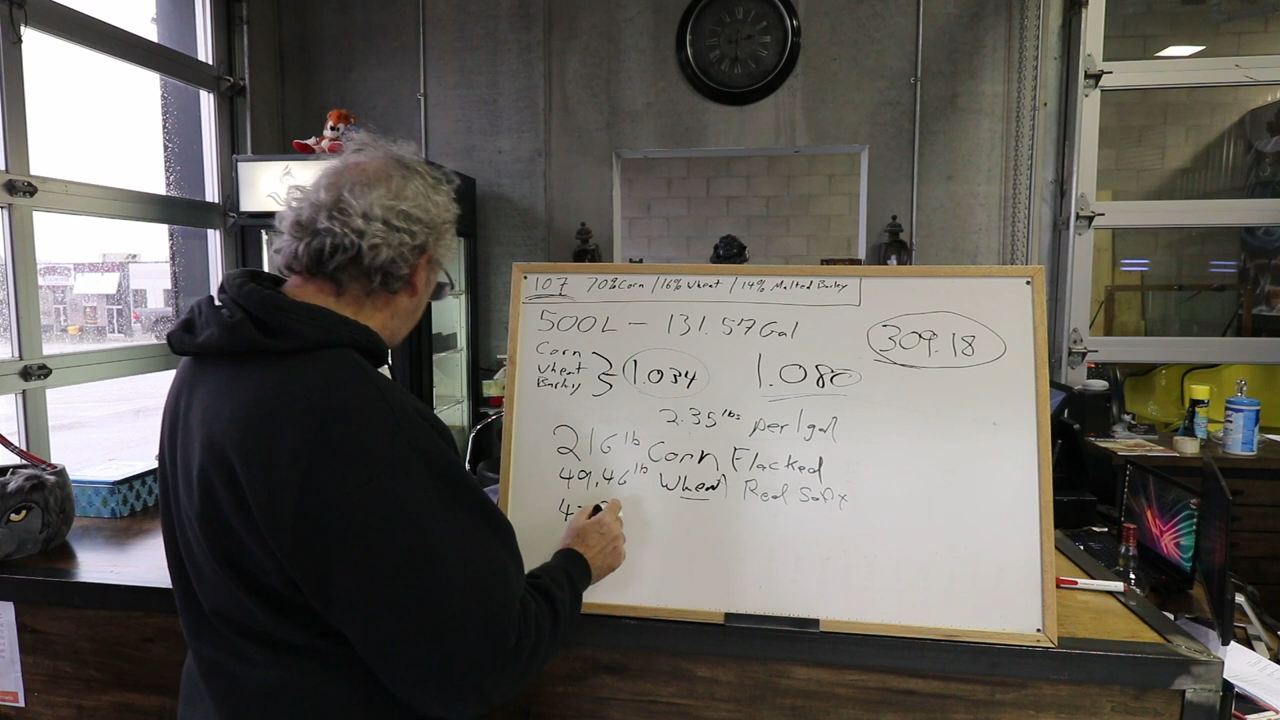 107 70% Corn / 16% Wheat / 14% Malted Barley
500L - 131.57 Gal
309.18
Corn
Wheat
Barley
1.034
1.080
2.35 lbs per 1 gal
216 lb Corn Flacked
49.46 lb Wheat Red
4